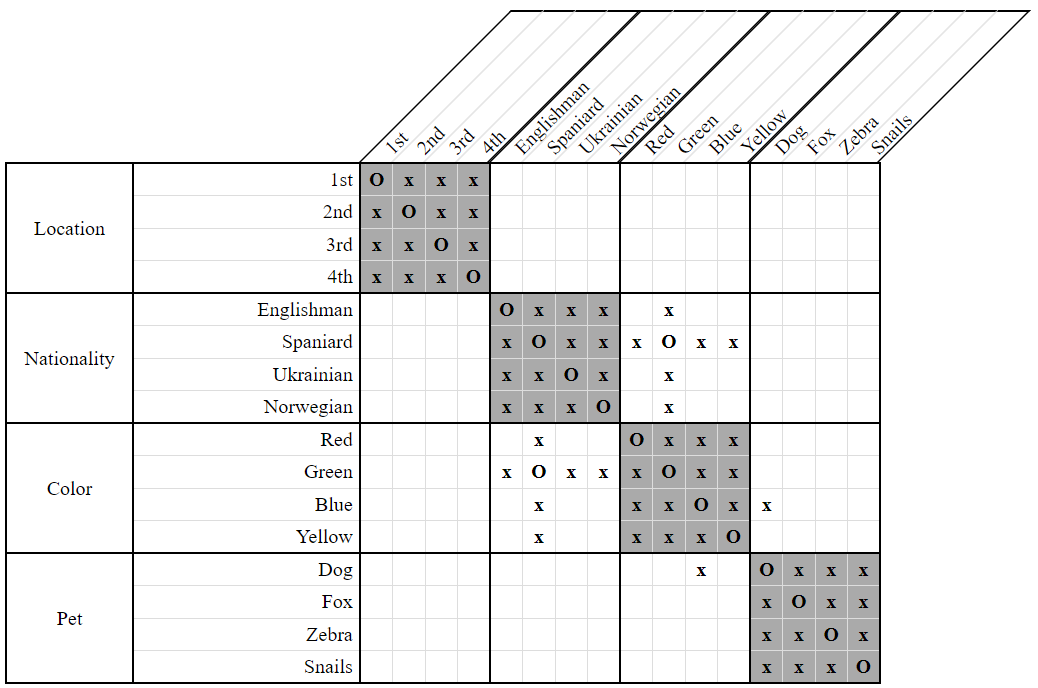 1st 2nd 3rd 4th Englishman Spaniard Ukrainian Norwegian Red Green Blue Yellow Dog Fox Zebra Snails
Location
1st O x x x
2nd x O x x
3rd x x O x
4th x x x O
Nationality
Englishman O x x x x
Spaniard x O x x x O x x
Ukrainian x x O x x
Norwegian x x x O x
Color
Red x O x x x
Green x O x x x O x x
Blue x x x O x x
Yellow x x x x O
Pet
Dog x O x x x
Fox x O x x
Zebra x x O x
Snails x x x O